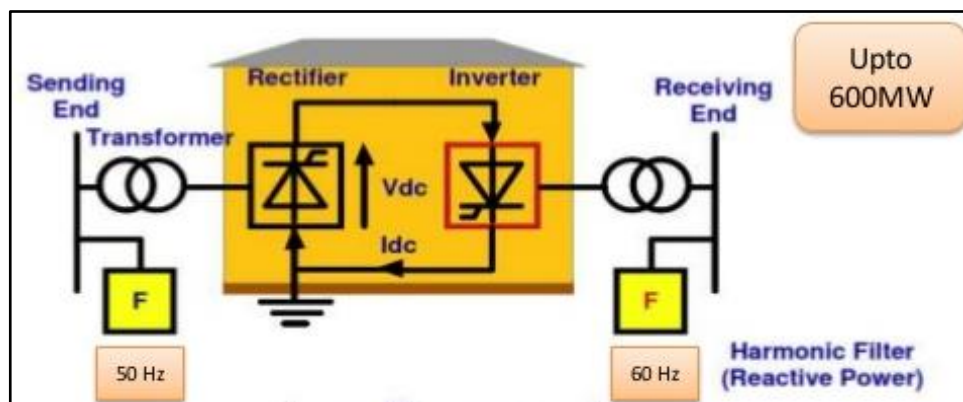 Upto
600MW
Sending
End
Rectifier
Inverter
Receiving
End
Transformer
Vdc
Idc
F
F
50 Hz
60 Hz
Harmonic Filter
(Reactive Power)